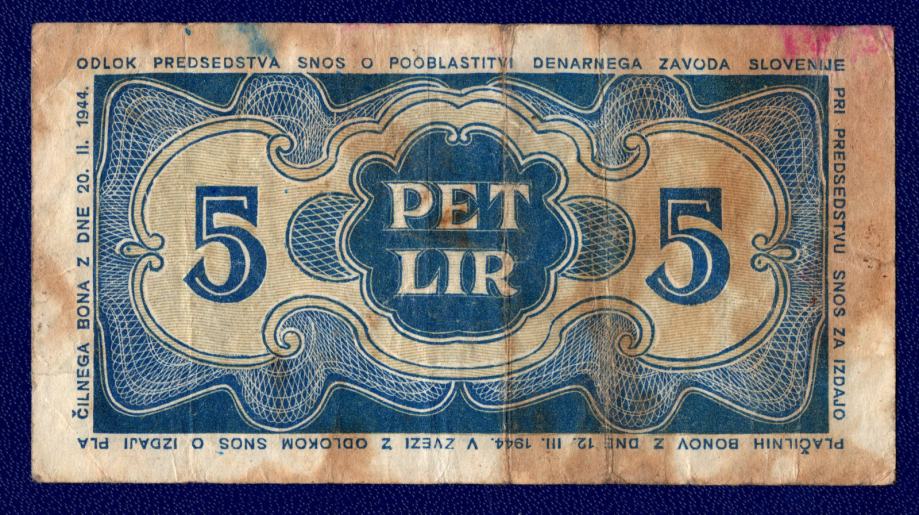 ODLOK PREDSEDSTVA SNOS O POOBLASTITVI DENARNEGA ZAVODA SLOVENIJE
PRI PREDSEDSTVU SNOS ZA IZDAJO
PLAČILNIH BONOV Z DNE 12. III. 1944. V ZVEZI Z ODLOKOM SNOS O IZDAJI PLA
ČILNEGA BONA Z DNE 20. II. 1944.
5
PET
LIR
5